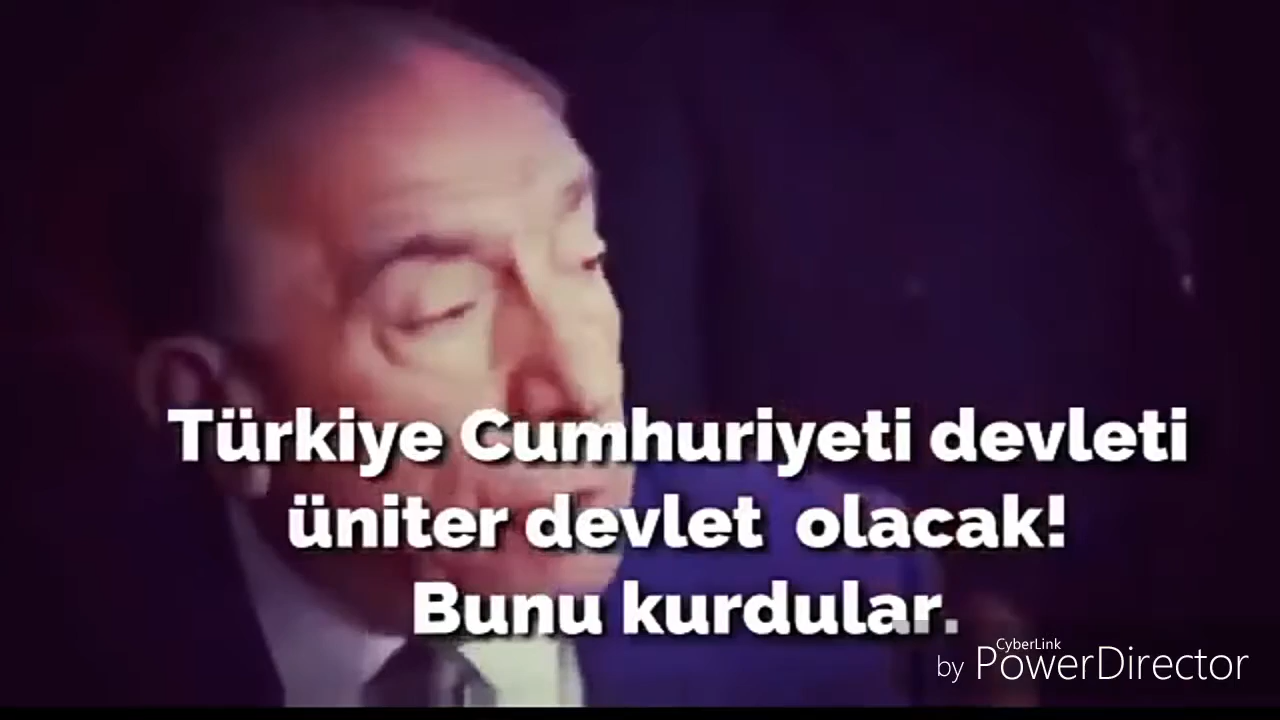 Türkiye Cumhuriyeti devleti
üniter devlet olacak!
Bunu kurdular.
CyberLink
by PowerDirector